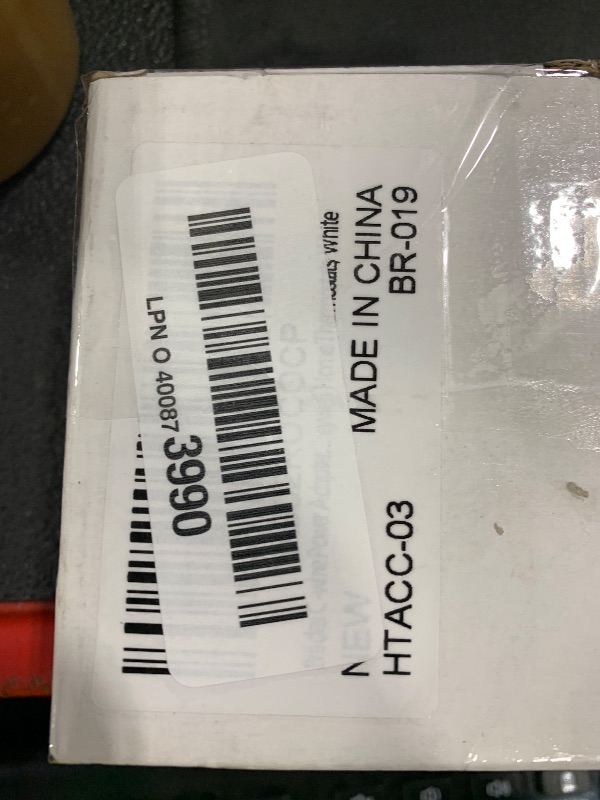 LPN O 40087 3990
White
NEW
MADE IN CHINA
HTACC-03
BR-019